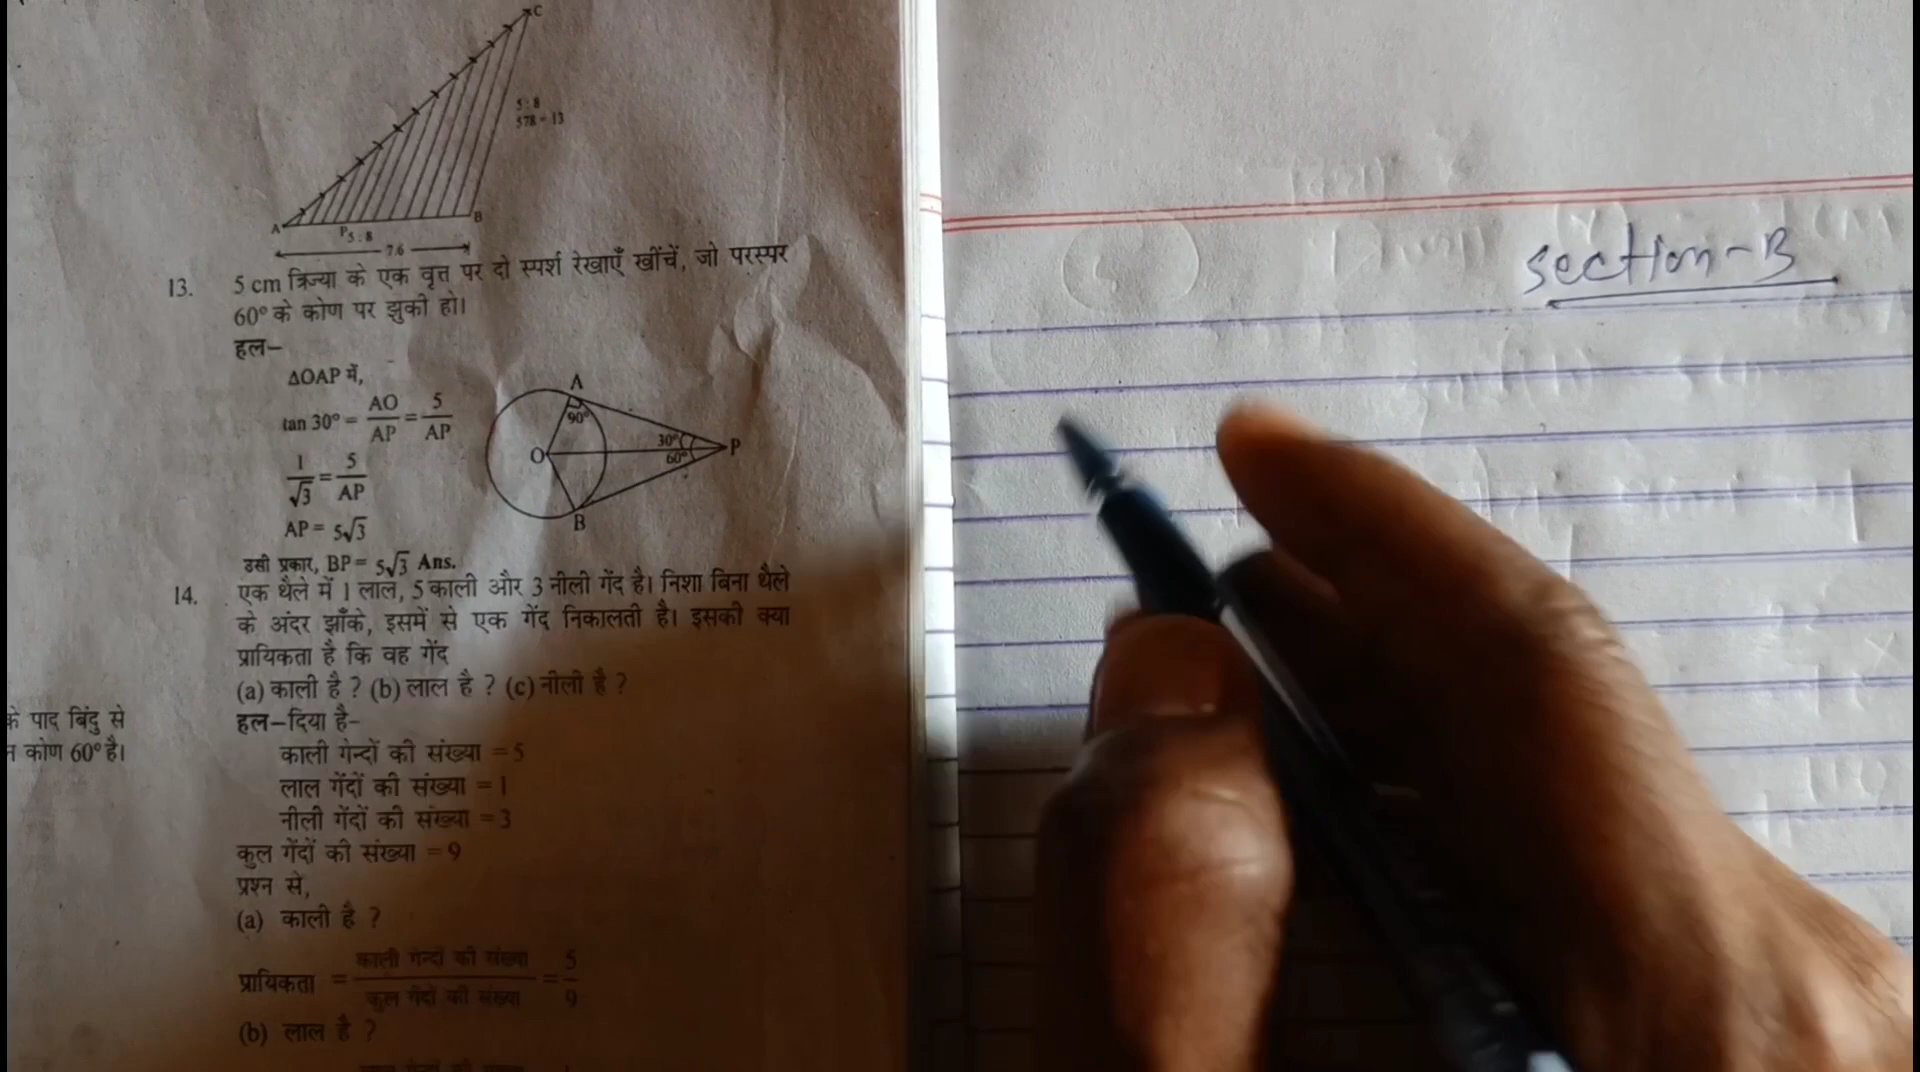 C
5 : 8
578 = 13
A
B
P 5 : 8
7.6
13. 5 cm त्रिज्या के एक वृत्त पर दो स्पर्श रेखाएँ खींचें, जो परस्पर
60° के कोण पर झुकी हो।
हल–
ΔOAP में,
tan 30° = AO/AP = 5/AP
1/√3 = 5/AP
AP = 5√3
उसी प्रकार, BP = 5√3 Ans.
A
90°
O
30°
60°
P
B
14. एक थैले में 1 लाल, 5 काली और 3 नीली गेंद है। निशा बिना थैले
के अंदर झाँके, इसमें से एक गेंद निकालती है। इसकी क्या
प्रायिकता है कि वह गेंद
(a) काली है ? (b) लाल है ? (c) नीली है ?
हल–दिया है–
काली गेन्दों की संख्या = 5
लाल गेंदों की संख्या = 1
नीली गेंदों की संख्या = 3
कुल गेंदों की संख्या = 9
प्रश्न से,
(a) काली है ?
प्रायिकता = काली गेन्दों की संख्या/कुल गेंदों की संख्या = 5/9
(b) लाल है ?
के पाद बिंदु से
कोण 60° है।
Section-B